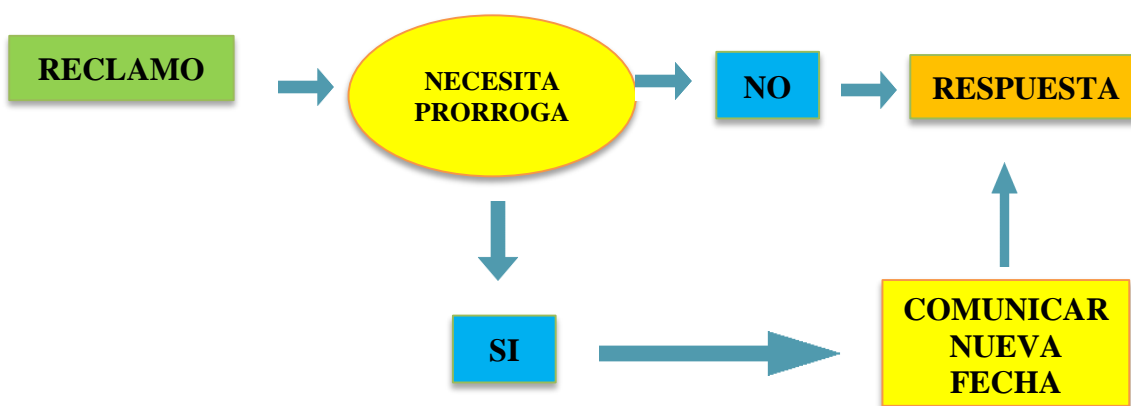 RECLAMO
NECESITA
PRORROGA
NO
RESPUESTA
SI
COMUNICAR
NUEVA
FECHA